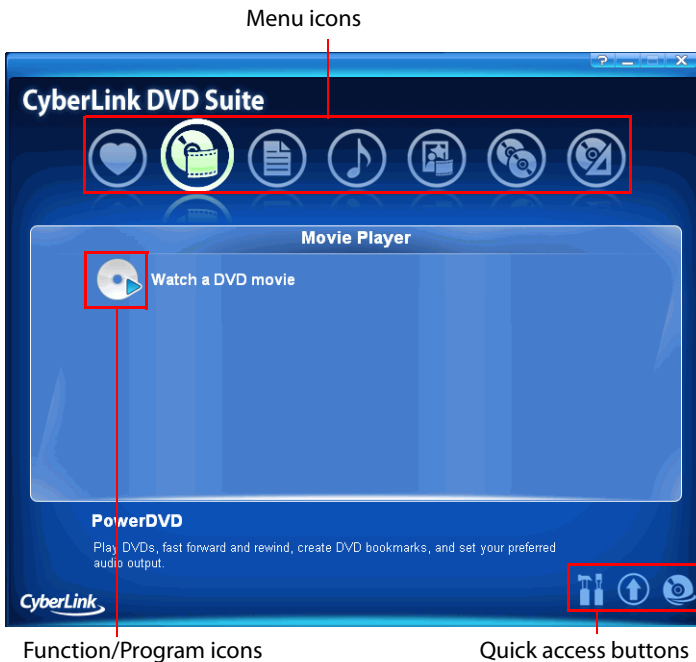 Menu icons
CyberLink DVD Suite
Movie Player
Watch a DVD movie
PowerDVD
Play DVDs, fast forward and rewind, create DVD bookmarks, and set your preferred
audio output.
CyberLink
Function/Program icons
Quick access buttons